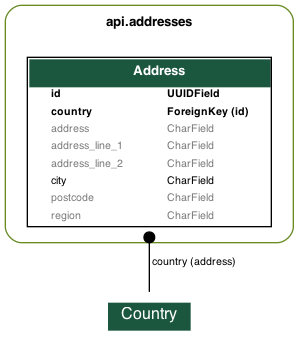 api.addresses
Address
id UUIDField
country ForeignKey (id)
address CharField
address_line_1 CharField
address_line_2 CharField
city CharField
postcode CharField
region CharField
country (address)
Country